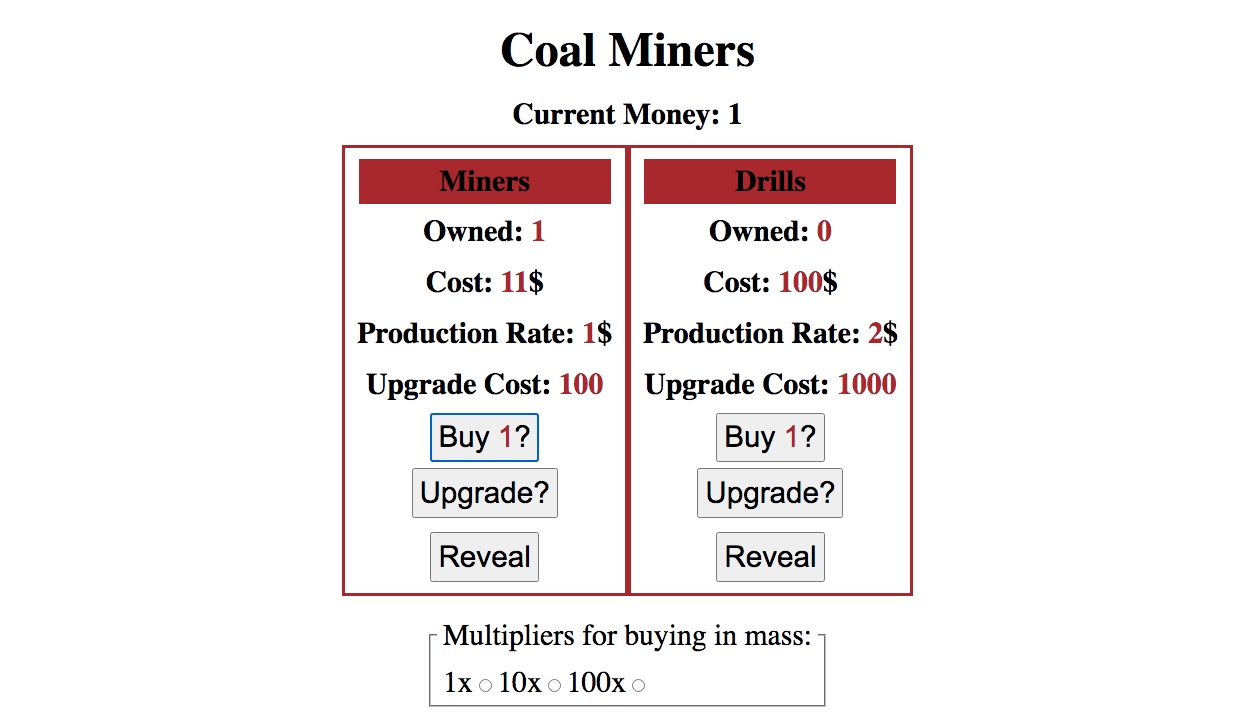 Coal Miners
Current Money: 1
Miners
Owned: 1
Cost: 11$
Production Rate: 1$
Upgrade Cost: 100
Buy 1?
Upgrade?
Reveal
Drills
Owned: 0
Cost: 100$
Production Rate: 2$
Upgrade Cost: 1000
Buy 1?
Upgrade?
Reveal
Multipliers for buying in mass:
1x 10x 100x